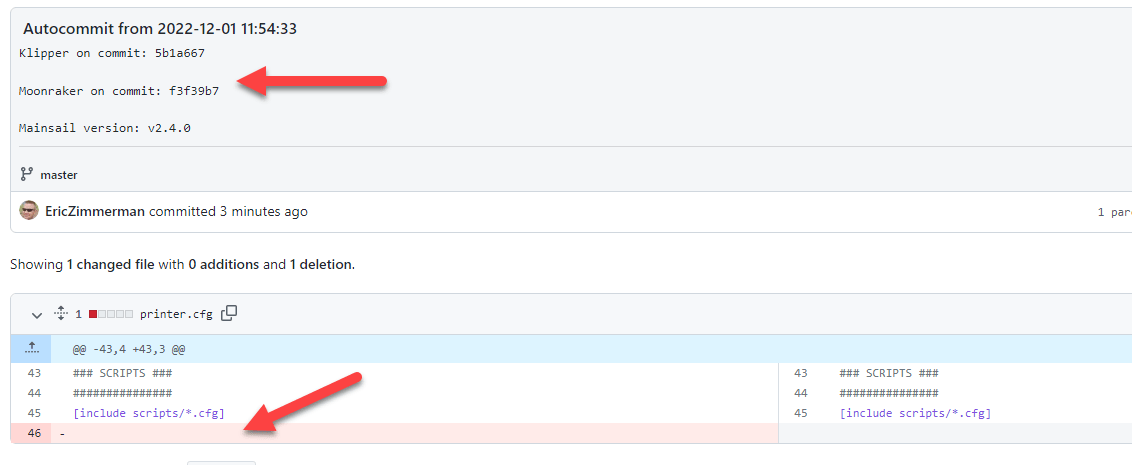 Autocommit from 2022-12-01 11:54:33
Klipper on commit: 5b1a667
Moonraker on commit: f3f39b7
Mainsail version: v2.4.0
master
EricZimmerman committed 3 minutes ago
1 par
Showing 1 changed file with 0 additions and 1 deletion.
1 printer.cfg
@@ -43,4 +43,3 @@
43 ### SCRIPTS ### 43 ### SCRIPTS ###
44 ############### 44 ###############
45 [include scripts/*.cfg] 45 [include scripts/*.cfg]
46 -